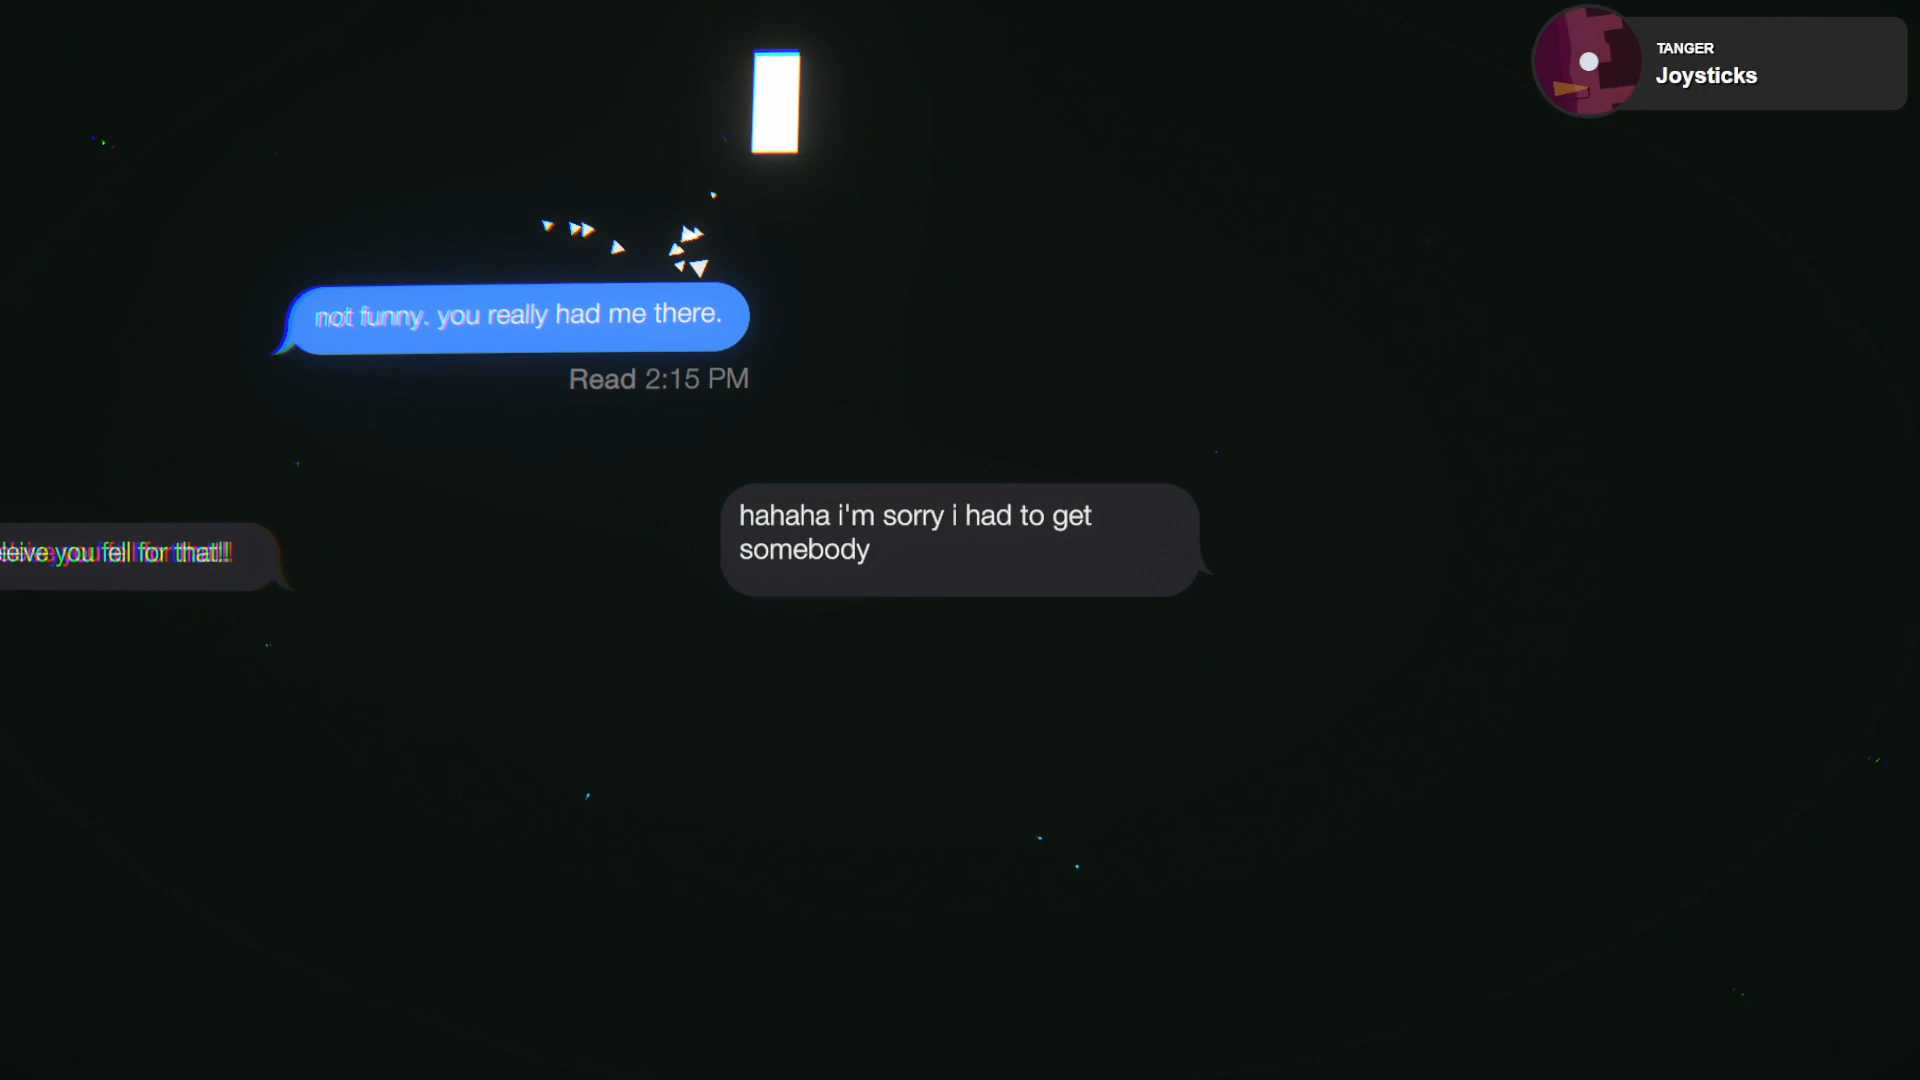 TANGER
Joysticks
not funny. you really had me there.
Read 2:15 PM
hahaha i'm sorry i had to get
somebody
you fell for that!!